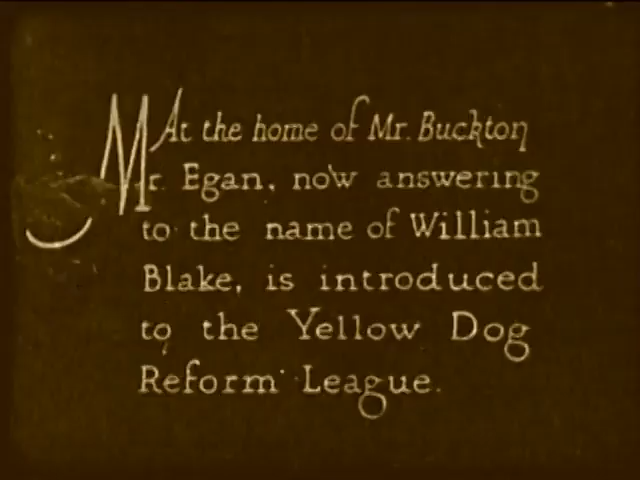 At the home of Mr. Buckton
Mr. Egan, now answering
to the name of William
Blake, is introduced
to the Yellow Dog
Reform League.